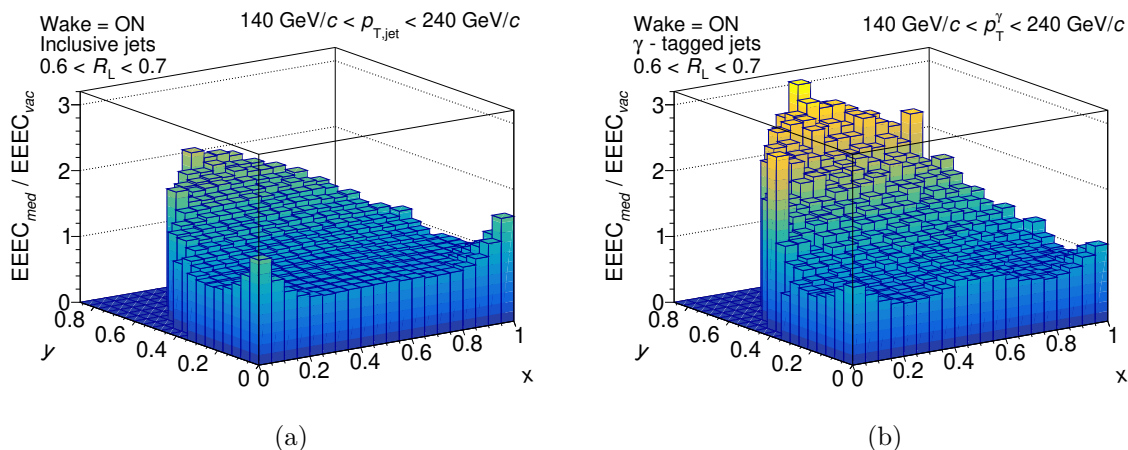 Wake = ON
Inclusive jets
0.6 < R_L < 0.7
140 GeV/c < p_T,jet < 240 GeV/c
EEEC_med / EEEC_vac
3
2
1
0
0.8
0.6
0.4
0.2
0
y
0
0.2
0.4
0.6
0.8
1
x
(a)
Wake = ON
γ - tagged jets
0.6 < R_L < 0.7
140 GeV/c < p_T^γ < 240 GeV/c
EEEC_med / EEEC_vac
3
2
1
0
0.8
0.6
0.4
0.2
0
y
0
0.2
0.4
0.6
0.8
1
x
(b)